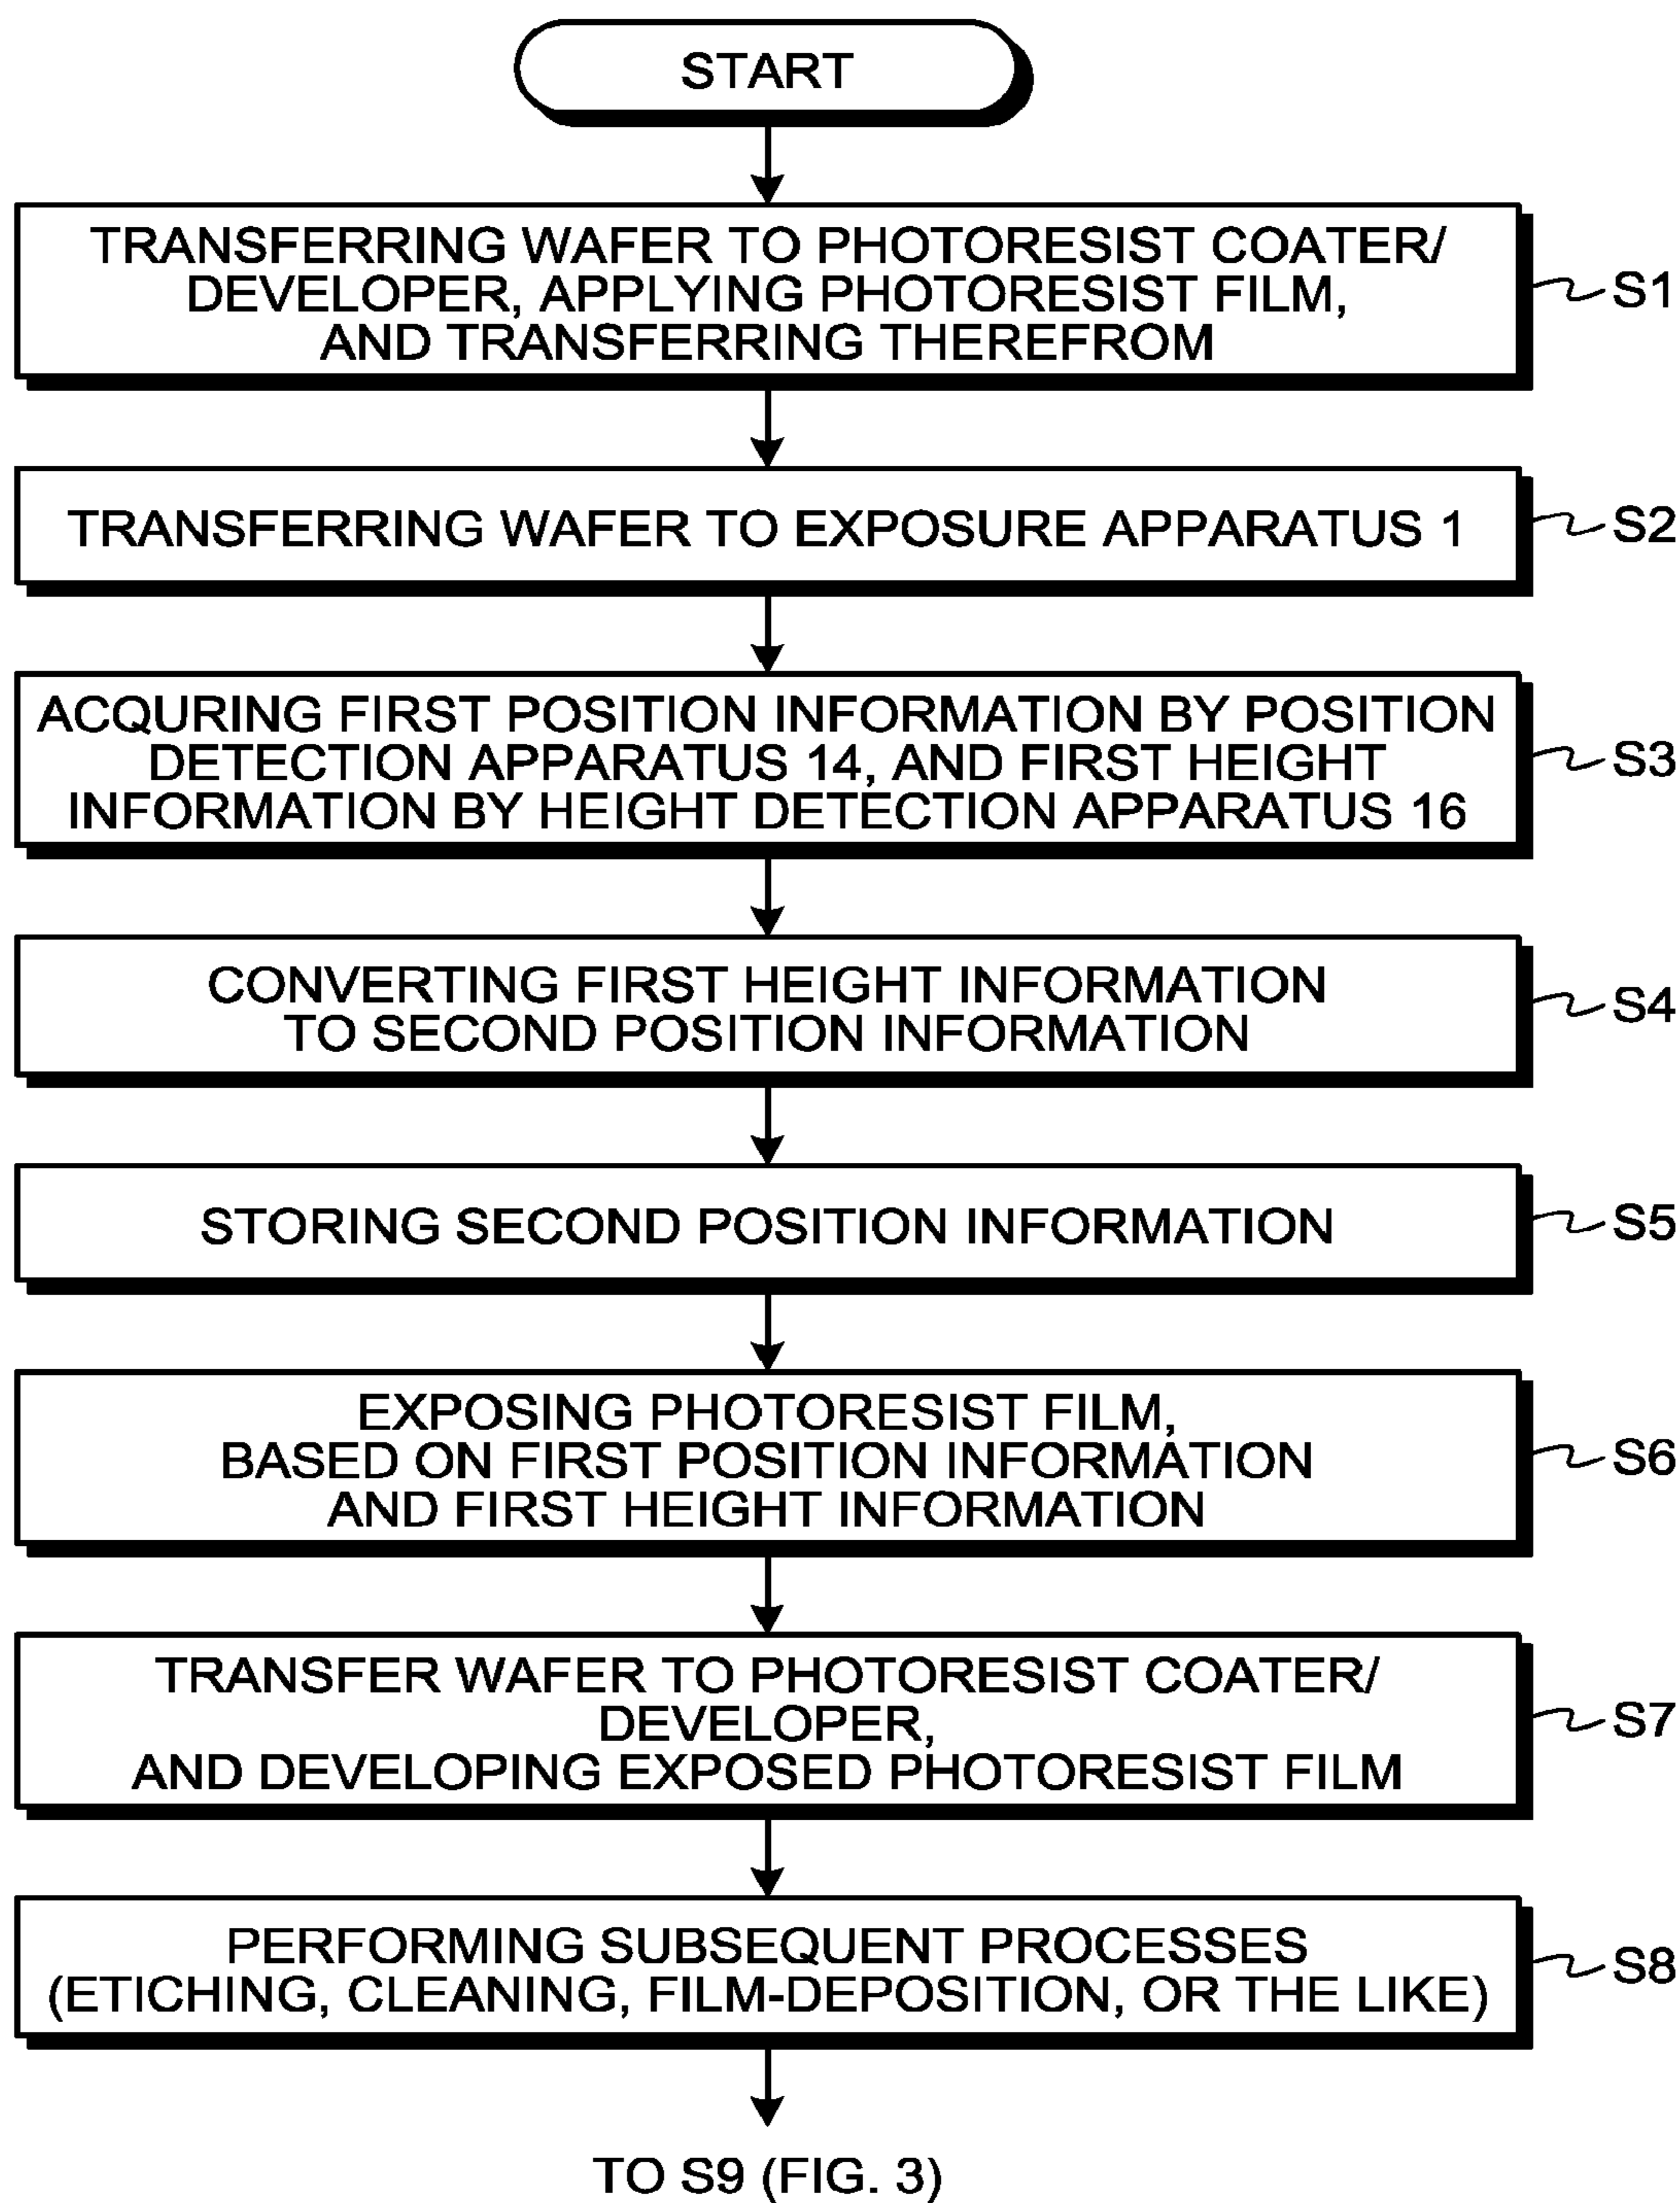 START
TRANSFERRING WAFER TO PHOTORESIST COATER/
DEVELOPER, APPLYING PHOTORESIST FILM,
AND TRANSFERRING THEREFROM
S1
TRANSFERRING WAFER TO EXPOSURE APPARATUS 1
S2
ACQURING FIRST POSITION INFORMATION BY POSITION
DETECTION APPARATUS 14, AND FIRST HEIGHT
INFORMATION BY HEIGHT DETECTION APPARATUS 16
S3
CONVERTING FIRST HEIGHT INFORMATION
TO SECOND POSITION INFORMATION
S4
STORING SECOND POSITION INFORMATION
S5
EXPOSING PHOTORESIST FILM,
BASED ON FIRST POSITION INFORMATION
AND FIRST HEIGHT INFORMATION
S6
TRANSFER WAFER TO PHOTORESIST COATER/
DEVELOPER,
AND DEVELOPING EXPOSED PHOTORESIST FILM
S7
PERFORMING SUBSEQUENT PROCESSES
(ETICHING, CLEANING, FILM-DEPOSITION, OR THE LIKE)
S8
TO S9 (FIG. 3)